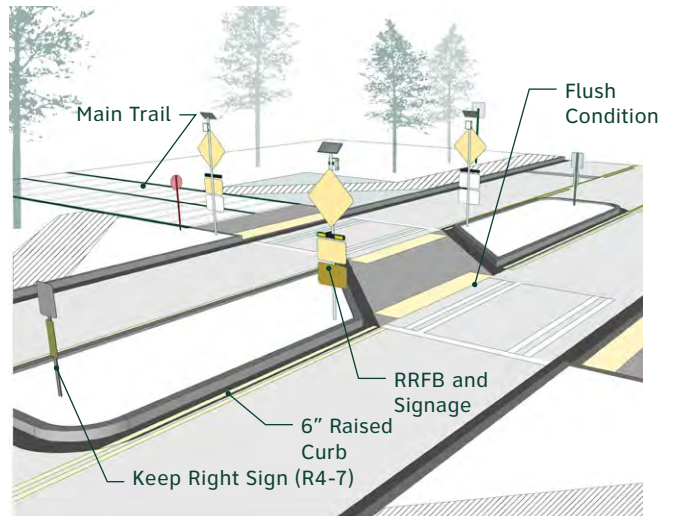 Main Trail
Flush
Condition
RRFB and
Signage
6” Raised
Curb
Keep Right Sign (R4-7)